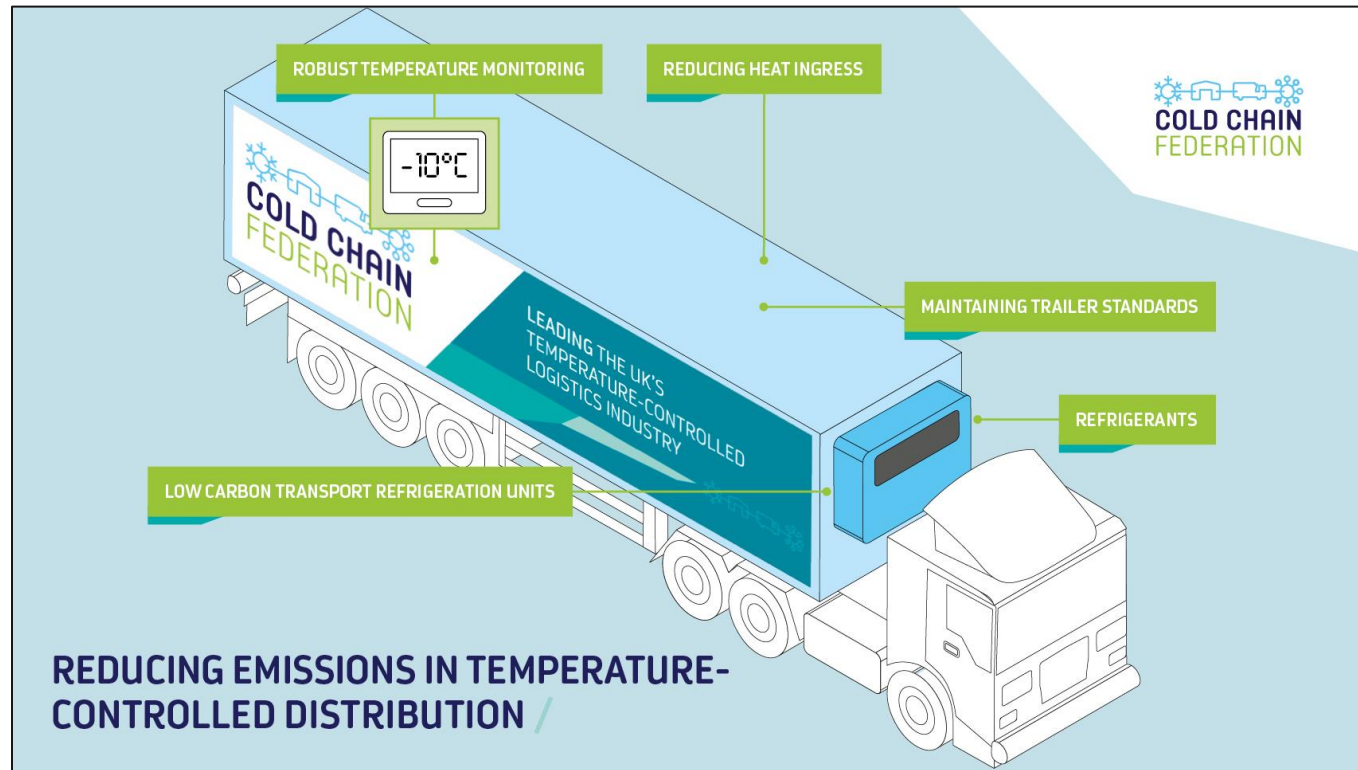 ROBUST TEMPERATURE MONITORING
REDUCING HEAT INGRESS
COLD CHAIN
FEDERATION
-10°C
COLD CHAIN
FEDERATION
MAINTAINING TRAILER STANDARDS
LEADING THE UK'S
TEMPERATURE-CONTROLLED
LOGISTICS INDUSTRY
REFRIGERANTS
LOW CARBON TRANSPORT REFRIGERATION UNITS
REDUCING EMISSIONS IN TEMPERATURE-
CONTROLLED DISTRIBUTION /